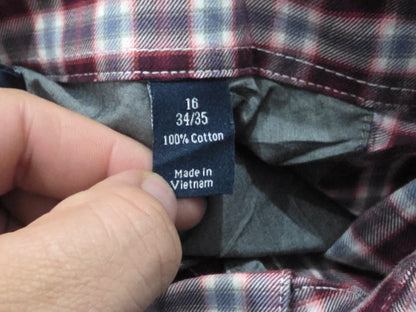 16
34/35
100% Cotton
Made in
Vietnam